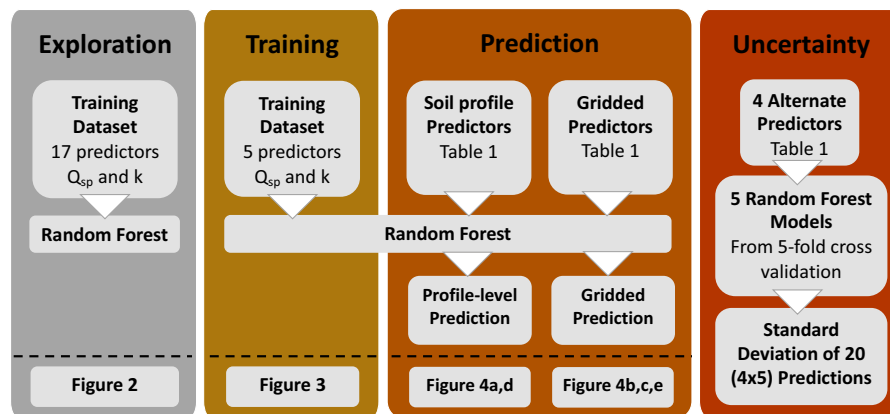 Exploration
Training
Dataset
17 predictors
Qsp and k
Random Forest
Figure 2
Training
Training
Dataset
5 predictors
Qsp and k
Random Forest
Figure 3
Prediction
Soil profile
Predictors
Table 1
Gridded
Predictors
Table 1
Profile-level
Prediction
Gridded
Prediction
Figure 4a,d
Figure 4b,c,e
Uncertainty
4 Alternate
Predictors
Table 1
5 Random Forest
Models
From 5-fold cross
validation
Standard
Deviation of 20
(4x5) Predictions